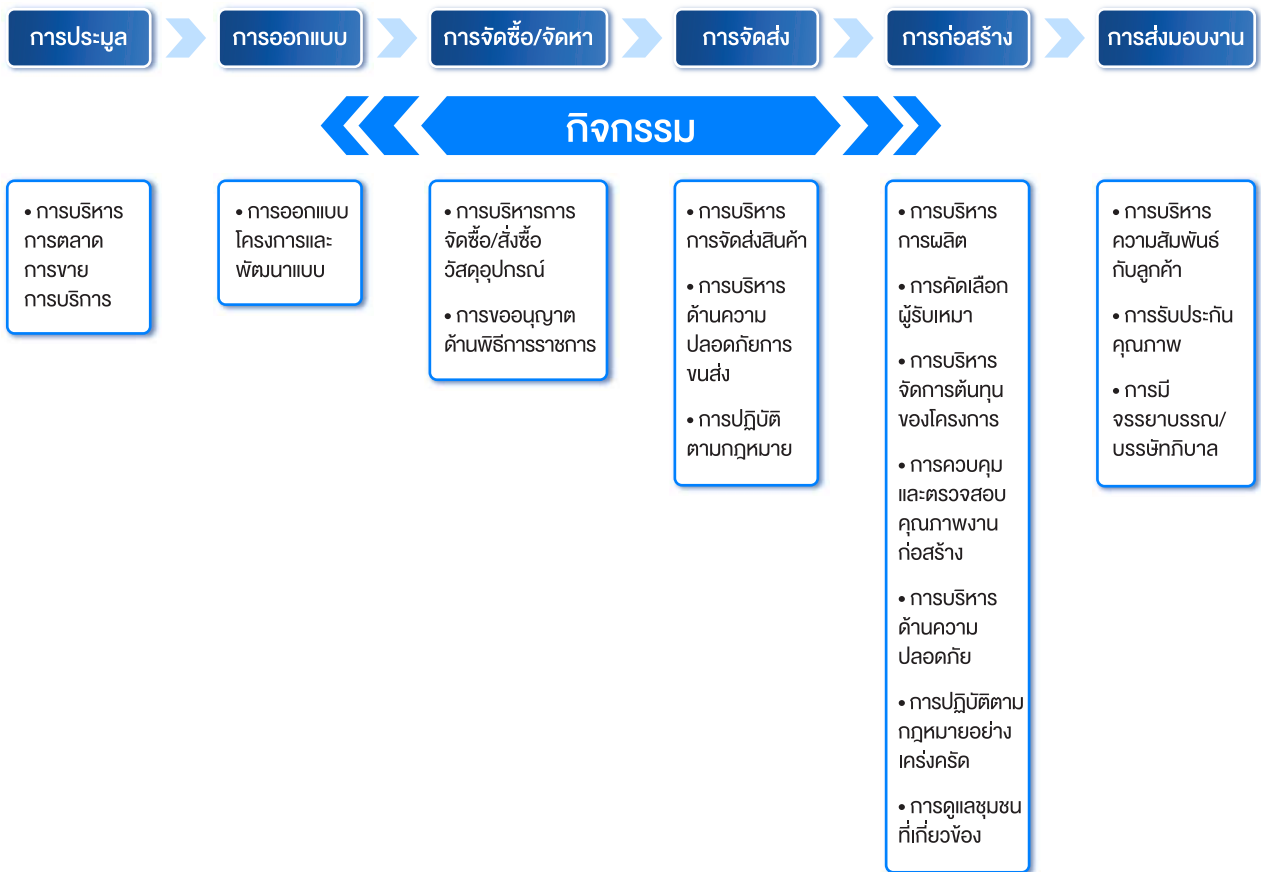 การประมูล
การออกแบบ
การจัดซื้อ/จัดหา
การจัดส่ง
การก่อสร้าง
การส่งมอบงาน
กิจกรรม
• การบริหาร
การตลาด
การขาย
การบริการ
• การออกแบบ
โครงการและ
พัฒนาแบบ
• การบริหารการ
จัดซื้อ/สั่งซื้อ
วัสดุอุปกรณ์
• การขออนุญาต
ด้านพิธีการราชการ
• การบริหาร
การจัดส่งสินค้า
• การบริหาร
ด้านความ
ปลอดภัยการ
ขนส่ง
• การปฏิบัติ
ตามกฎหมาย
• การบริหาร
การผลิต
• การคัดเลือก
ผู้รับเหมา
• การบริหาร
จัดการต้นทุน
ของโครงการ
• การควบคุม
และตรวจสอบ
คุณภาพงาน
ก่อสร้าง
• การบริหาร
ด้านความ
ปลอดภัย
• การปฏิบัติตาม
กฎหมายอย่าง
เคร่งครัด
• การดูแลชุมชน
ที่เกี่ยวข้อง
• การบริหาร
ความสัมพันธ์
กับลูกค้า
• การรับประกัน
คุณภาพ
• การมี
จรรยาบรรณ/
บรรษัทภิบาล